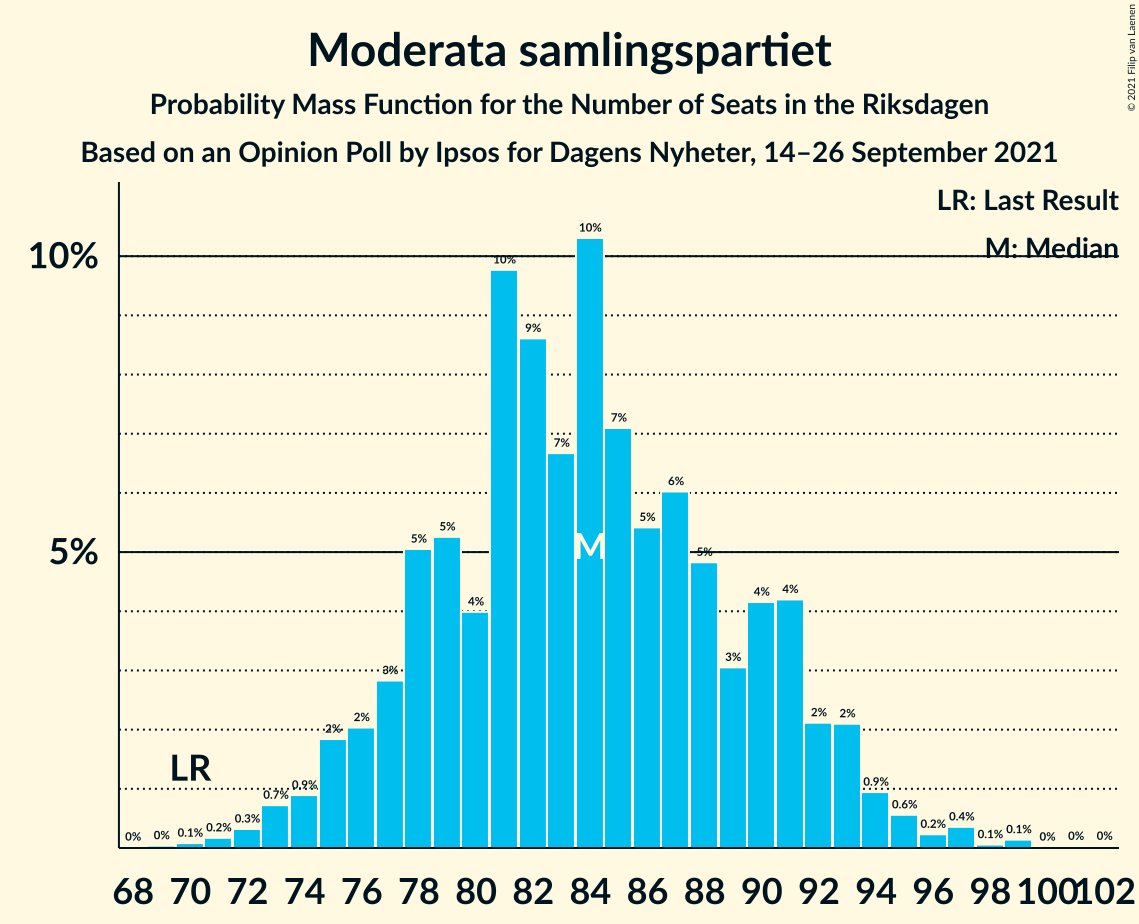 © 2021 Filip van Laenen
Moderata samlingspartiet
Probability Mass Function for the Number of Seats in the Riksdagen
Based on an Opinion Poll by Ipsos for Dagens Nyheter, 14–26 September 2021
LR: Last Result
M: Median
10%
5%
0% 0% 0.1% 0.2% 0.3% 0.7% 0.9% 2% 2% 3% 5% 5% 4% 10% 9% 7% 10% 7% 5% 6% 5% 3% 4% 4% 2% 2% 0.9% 0.6% 0.2% 0.4% 0.1% 0.1% 0% 0% 0%
M
LR
68 70 72 74 76 78 80 82 84 86 88 90 92 94 96 98 100 102